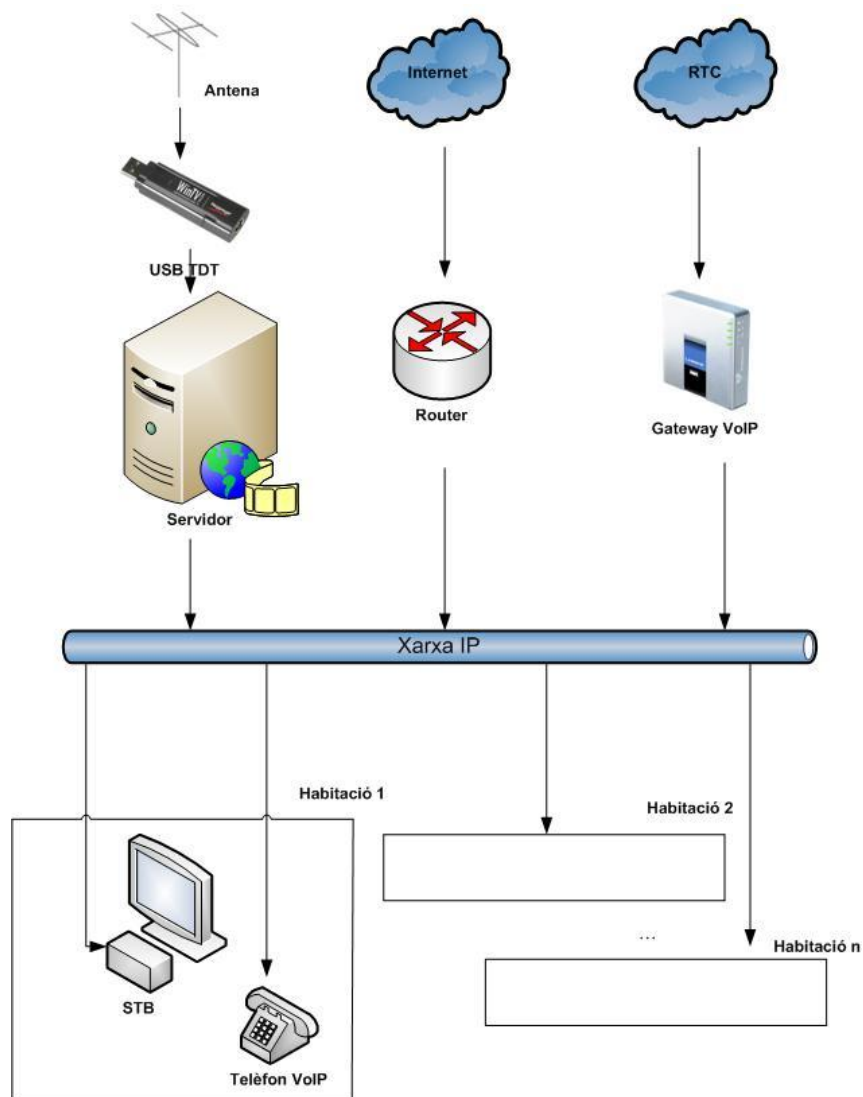 Antena
Internet
RTC
WinTV
USB TDT
Router
Gateway VoIP
Servidor
Xarxa IP
Habitació 1
Habitació 2
...
Habitació n
STB
Telèfon VoIP